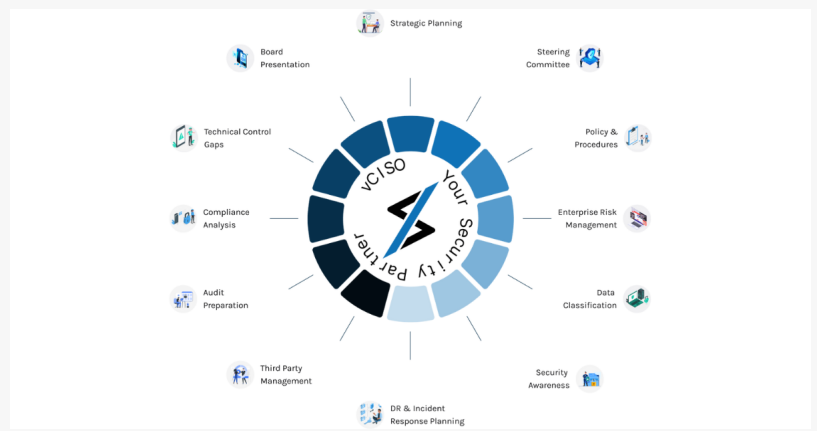 Strategic Planning
Board
Presentation
Steering
Committee
Technical Control
Gaps
Policy &
Procedures
Compliance
Analysis
Enterprise Risk
Management
Audit
Preparation
Data
Classification
Third Party
Management
Security
Awareness
DR & Incident
Response Planning
vCISO
Your Security Partner